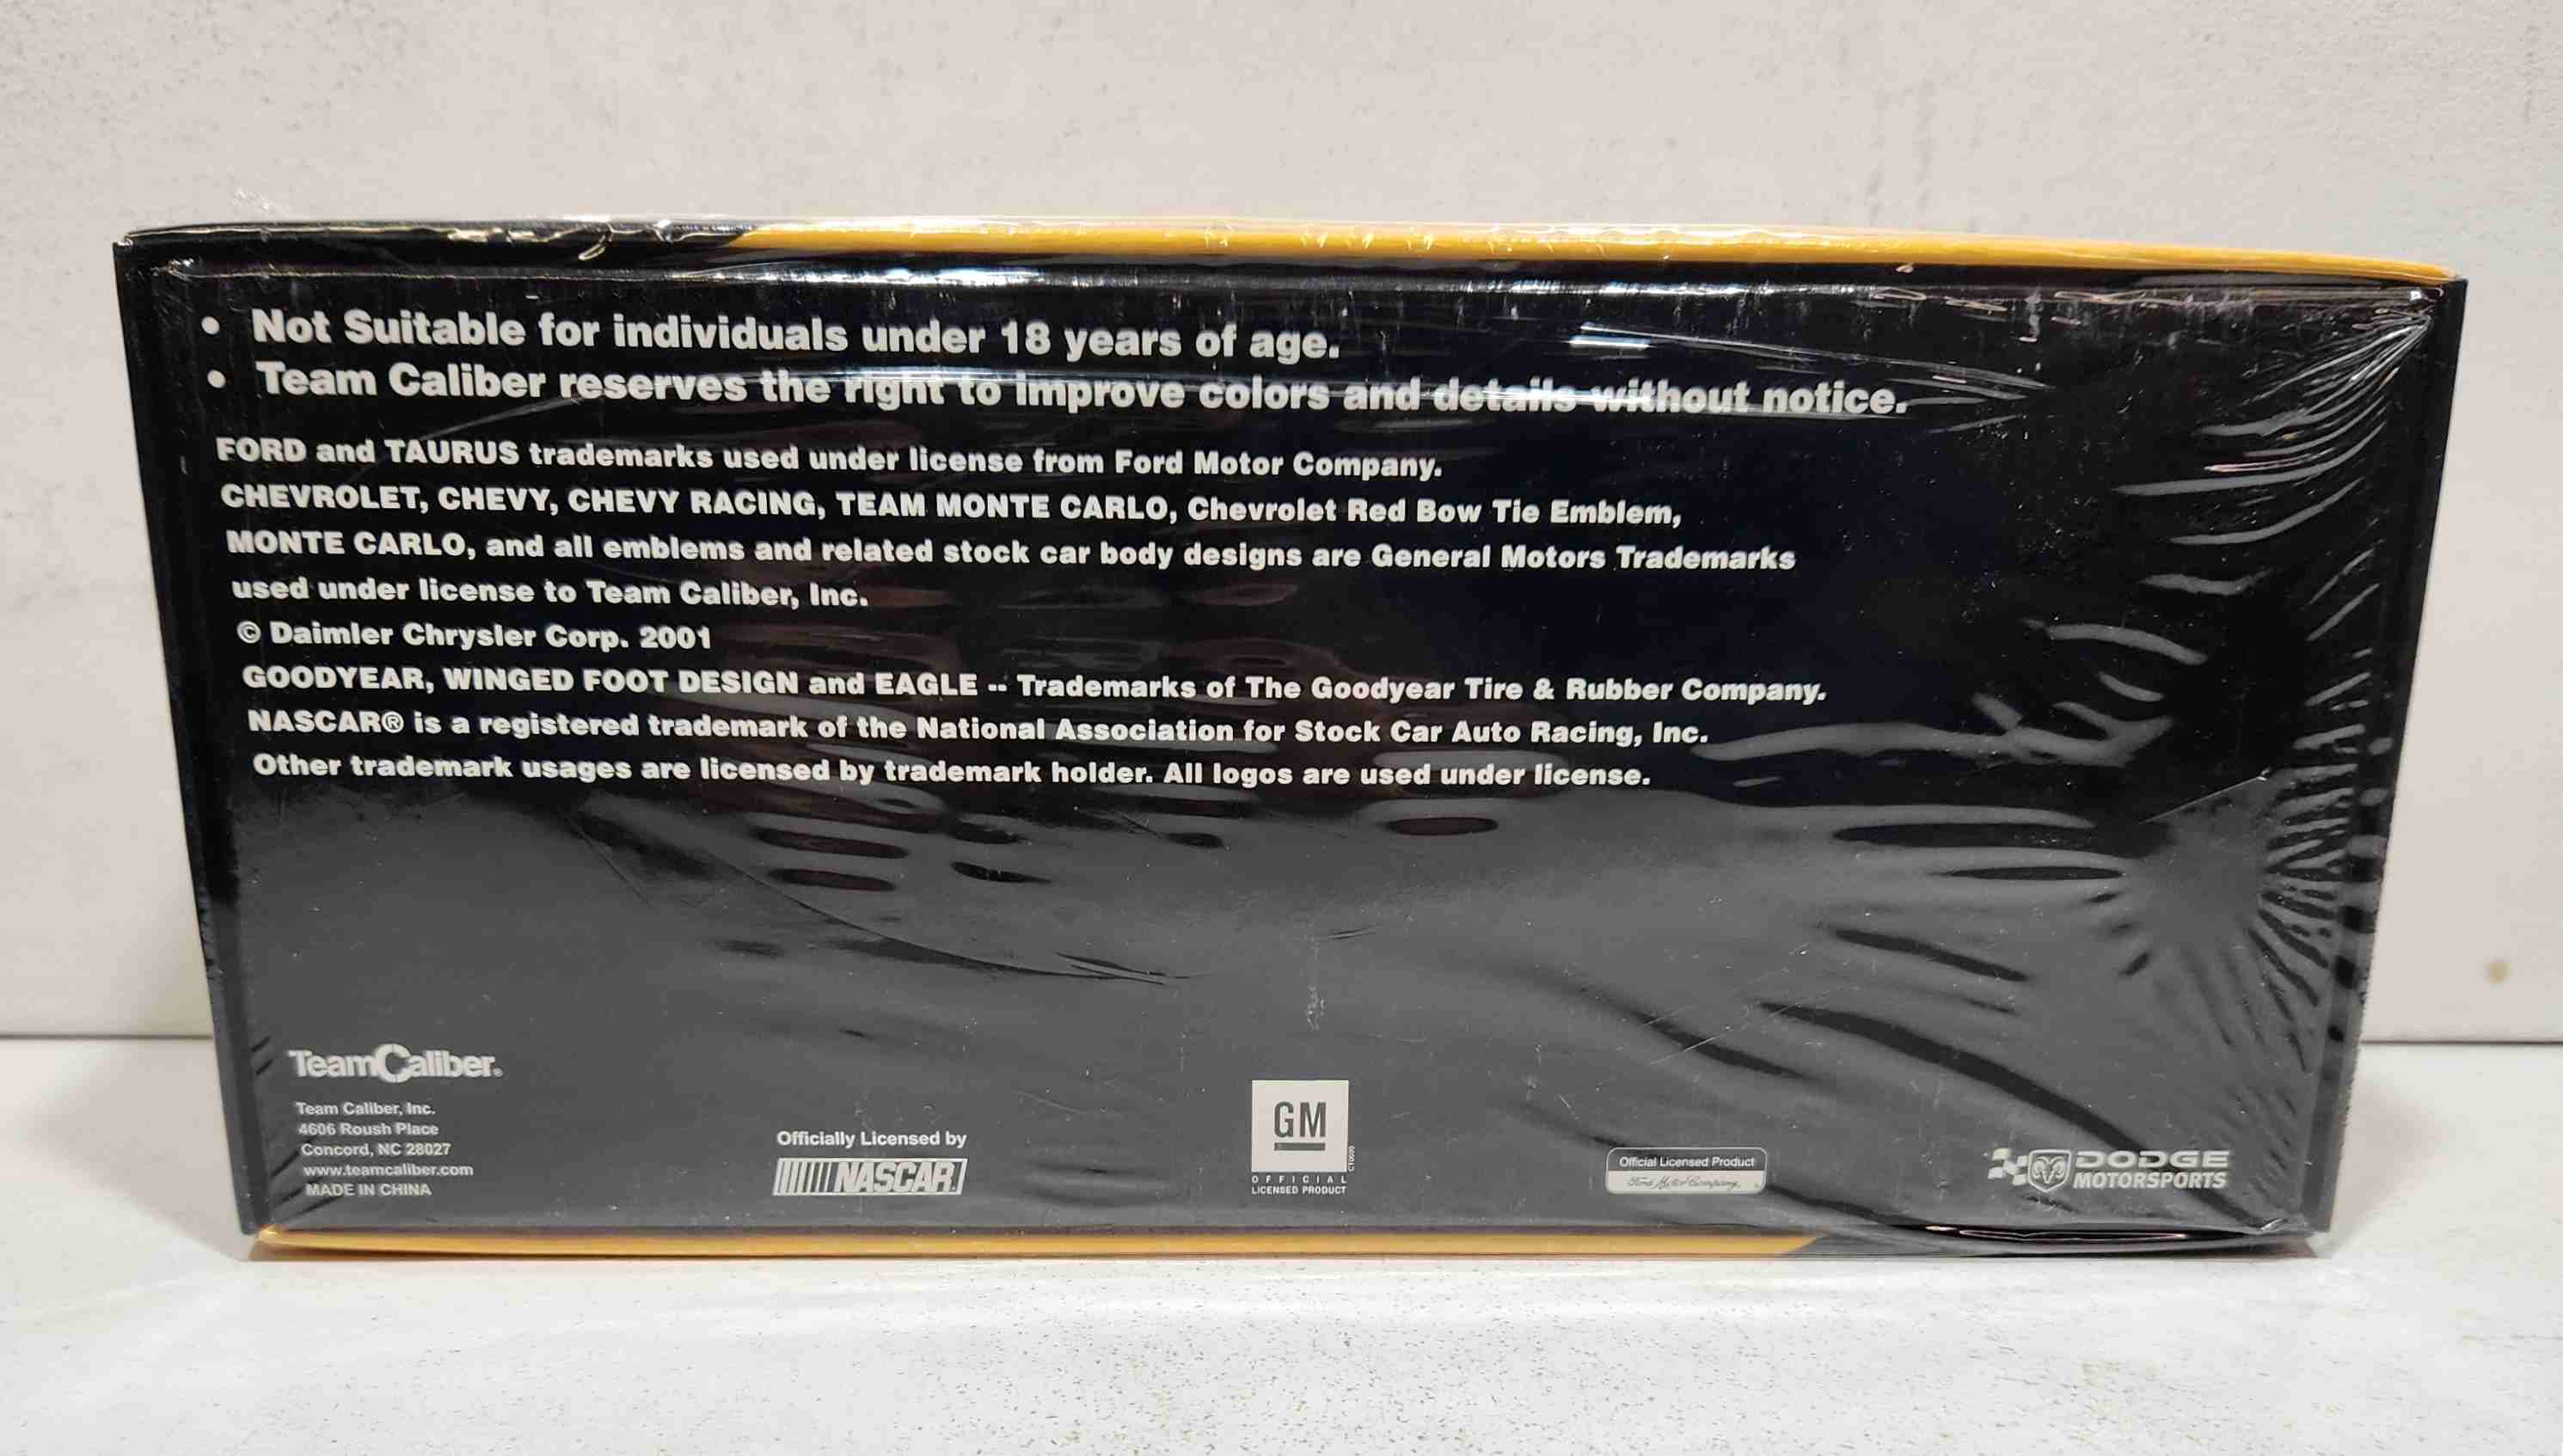 • Not Suitable for individuals under 18 years of age.
• Team Caliber reserves the right to improve colors and details without notice.
FORD and TAURUS trademarks used under license from Ford Motor Company.
CHEVROLET, CHEVY, CHEVY RACING, TEAM MONTE CARLO, Chevrolet Red Bow Tie Emblem,
MONTE CARLO, and all emblems and related stock car body designs are General Motors Trademarks
used under license to Team Caliber, Inc.
© Daimler Chrysler Corp. 2001
GOODYEAR, WINGED FOOT DESIGN and EAGLE -- Trademarks of The Goodyear Tire & Rubber Company.
NASCAR® is a registered trademark of the National Association for Stock Car Auto Racing, Inc.
Other trademark usages are licensed by trademark holder. All logos are used under license.
TeamCaliber.
Team Caliber, Inc.
4606 Roush Place
Concord, NC 28027
www.teamcaliber.com
MADE IN CHINA
Officially Licensed by
NASCAR
GM
OFFICIAL
LICENSED PRODUCT
Official Licensed Product
Ford Motor Company
DODGE
MOTORSPORTS